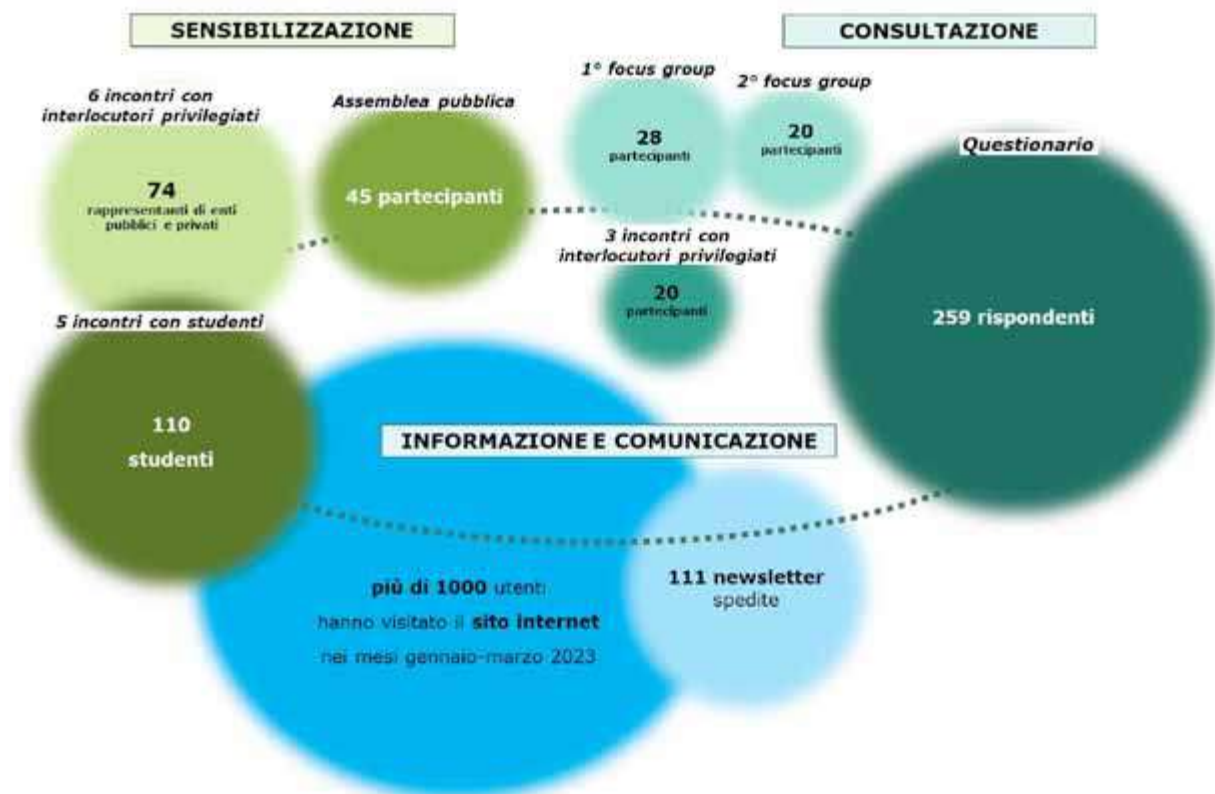 SENSIBILIZZAZIONE
6 incontri con
interlocutori privilegiati
74
rappresentanti di enti
pubblici e privati
Assemblea pubblica
45 partecipanti
5 incontri con studenti
110
studenti
CONSULTAZIONE
1° focus group
28
partecipanti
2° focus group
20
partecipanti
3 incontri con
interlocutori privilegiati
20
partecipanti
Questionario
259 rispondenti
INFORMAZIONE E COMUNICAZIONE
più di 1000 utenti
hanno visitato il sito internet
nei mesi gennaio-marzo 2023
111 newsletter
spedite